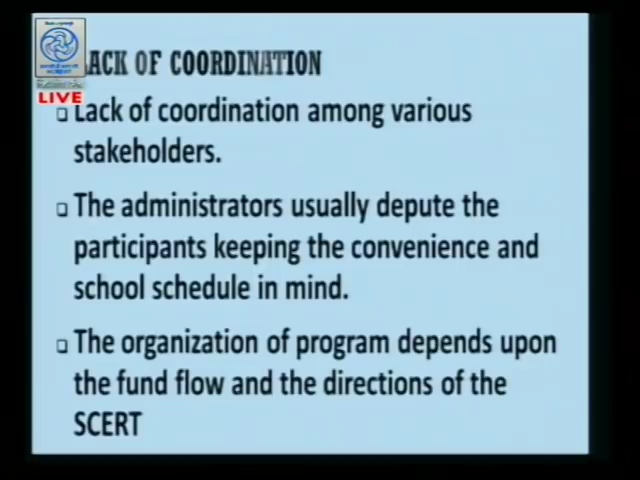 LACK OF COORDINATION
LIVE
Lack of coordination among various
stakeholders.
The administrators usually depute the
participants keeping the convenience and
school schedule in mind.
The organization of program depends upon
the fund flow and the directions of the
SCERT